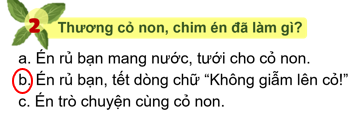 2 Thương cỏ non, chim én đã làm gì?
a. Én rủ bạn mang nước, tưới cho cỏ non.
b. Én rủ bạn, tết dòng chữ “Không giẫm lên cỏ!”
c. Én trò chuyện cùng cỏ non.